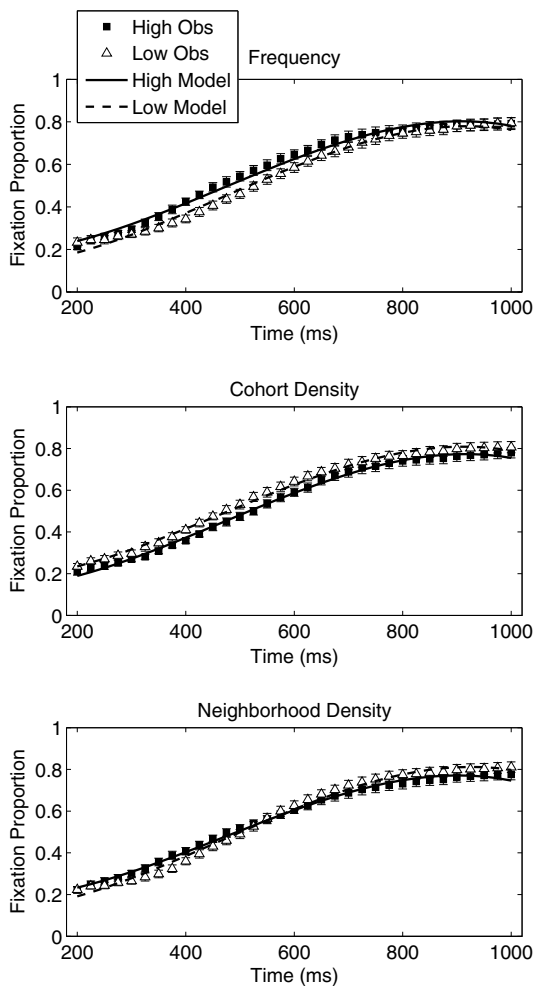 High Obs
Low Obs
High Model
Low Model
Frequency
1
0.8
0.6
0.4
0.2
0
Fixation Proportion
200 400 600 800 1000
Time (ms)
Cohort Density
1
0.8
0.6
0.4
0.2
0
Fixation Proportion
200 400 600 800 1000
Time (ms)
Neighborhood Density
1
0.8
0.6
0.4
0.2
0
Fixation Proportion
200 400 600 800 1000
Time (ms)